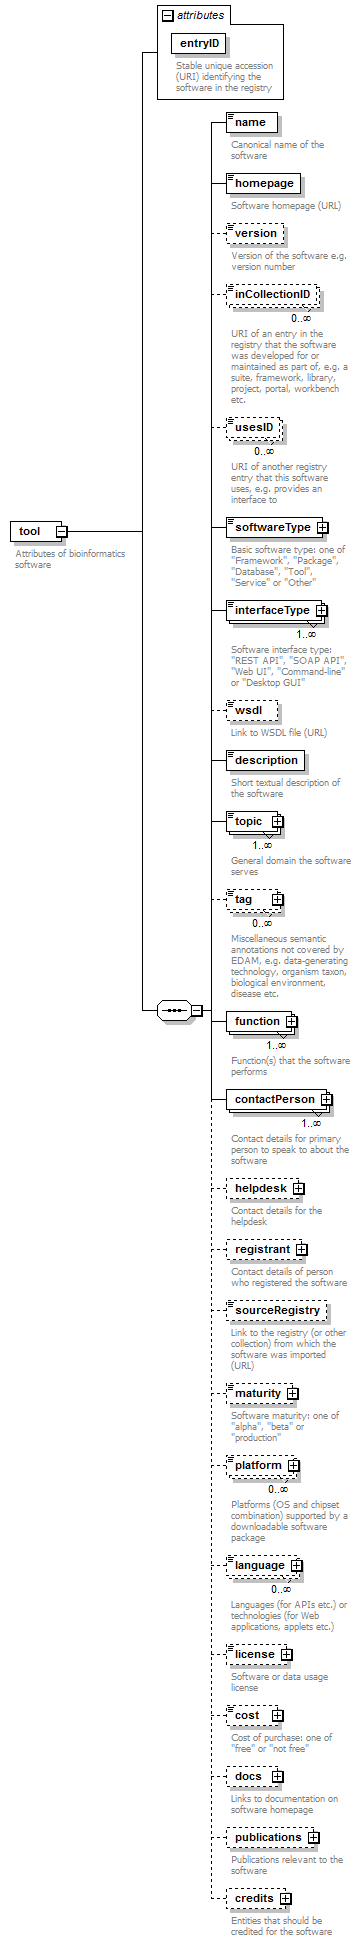 attributes
entryID
Stable unique accession
(URI) identifying the
software in the registry
name
Canonical name of the
software
homepage
Software homepage (URL)
version
Version of the software e.g.
version number
inCollectionID
0..∞
URI of an entry in the
registry that the software
was developed for or
maintained as part of, e.g. a
suite, framework, library,
project, portal, workbench
etc.
usesID
0..∞
URI of another registry
entry that this software
uses, e.g. provides an
interface to
tool
Attributes of bioinformatics
software
softwareType
Basic software type: one of
"Framework", "Package",
"Database", "Tool",
"Service" or "Other"
interfaceType
1..∞
Software interface type:
"REST API", "SOAP API",
"Web UI", "Command-line"
or "Desktop GUI"
wsdl
Link to WSDL file (URL)
description
Short textual description of
the software
topic
1..∞
General domain the software
serves
tag
0..∞
Miscellaneous semantic
annotations not covered by
EDAM, e.g. data-generating
technology, organism taxon,
biological environment,
disease etc.
function
1..∞
Function(s) that the software
performs
contactPerson
1..∞
Contact details for primary
person to speak to about the
software
helpdesk
Contact details for the
helpdesk
registrant
Contact details of person
who registered the software
sourceRegistry
Link to the registry (or other
collection) from which the
software was imported
(URL)
maturity
Software maturity: one of
"alpha", "beta" or
"production"
platform
0..∞
Platforms (OS and chipset
combination) supported by a
downloadable software
package
language
0..∞
Languages (for APIs etc.) or
technologies (for Web
applications, applets etc.)
license
Software or data usage
license
cost
Cost of purchase: one of
"free" or "not free"
docs
Links to documentation on
software homepage
publications
Publications relevant to the
software
credits
Entities that should be
credited for the software